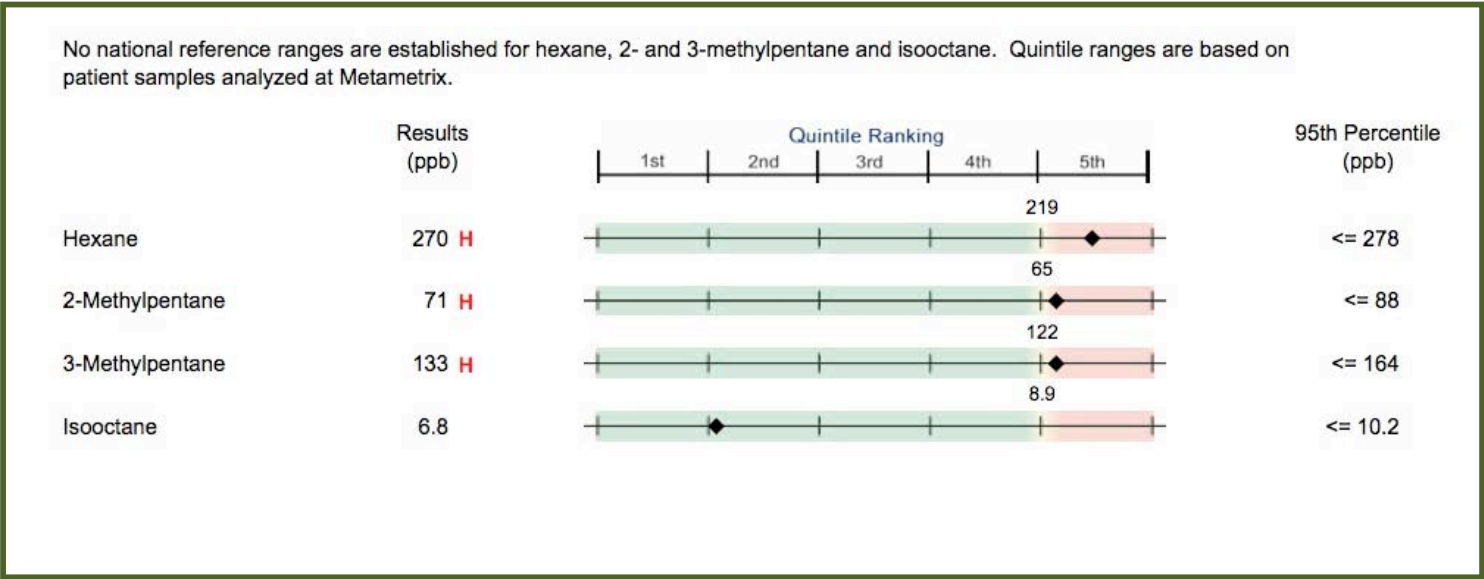 No national reference ranges are established for hexane, 2- and 3-methylpentane and isooctane. Quintile ranges are based on
patient samples analyzed at Metametrix.
Results Quintile Ranking 95th Percentile
(ppb) 1st 2nd 3rd 4th 5th (ppb)
219
Hexane 270 H <= 278
65
2-Methylpentane 71 H <= 88
122
3-Methylpentane 133 H <= 164
8.9
Isooctane 6.8 <= 10.2